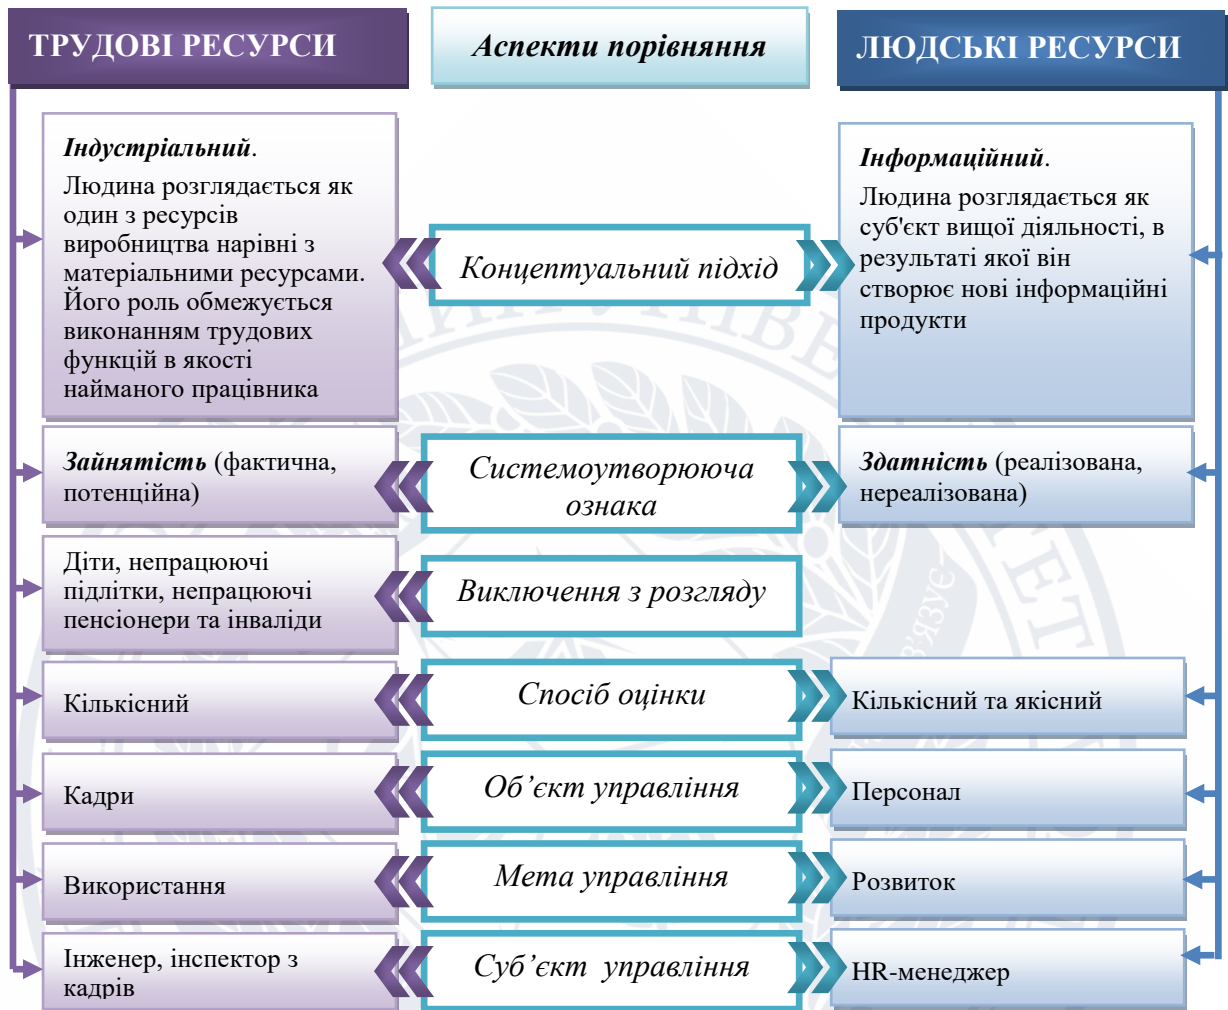 ТРУДОВІ РЕСУРСИ
Аспекти порівняння
ЛЮДСЬКІ РЕСУРСИ
Індустріальний.
Людина розглядається як
один з ресурсів
виробництва нарівні з
матеріальними ресурсами.
Його роль обмежується
виконанням трудових
функцій в якості
найманого працівника
Концептуальний підхід
Інформаційний.
Людина розглядається як
суб'єкт вищої діяльності, в
результаті якої він
створює нові інформаційні
продукти
Зайнятість (фактична,
потенційна)
Системоутворююча
ознака
Здатність (реалізована,
нереалізована)
Діти, непрацюючі
підлітки, непрацюючі
пенсіонери та інваліди
Виключення з розгляду
Кількісний
Спосіб оцінки
Кількісний та якісний
Кадри
Об’єкт управління
Персонал
Використання
Мета управління
Розвиток
Інженер, інспектор з
кадрів
Суб’єкт управління
HR-менеджер